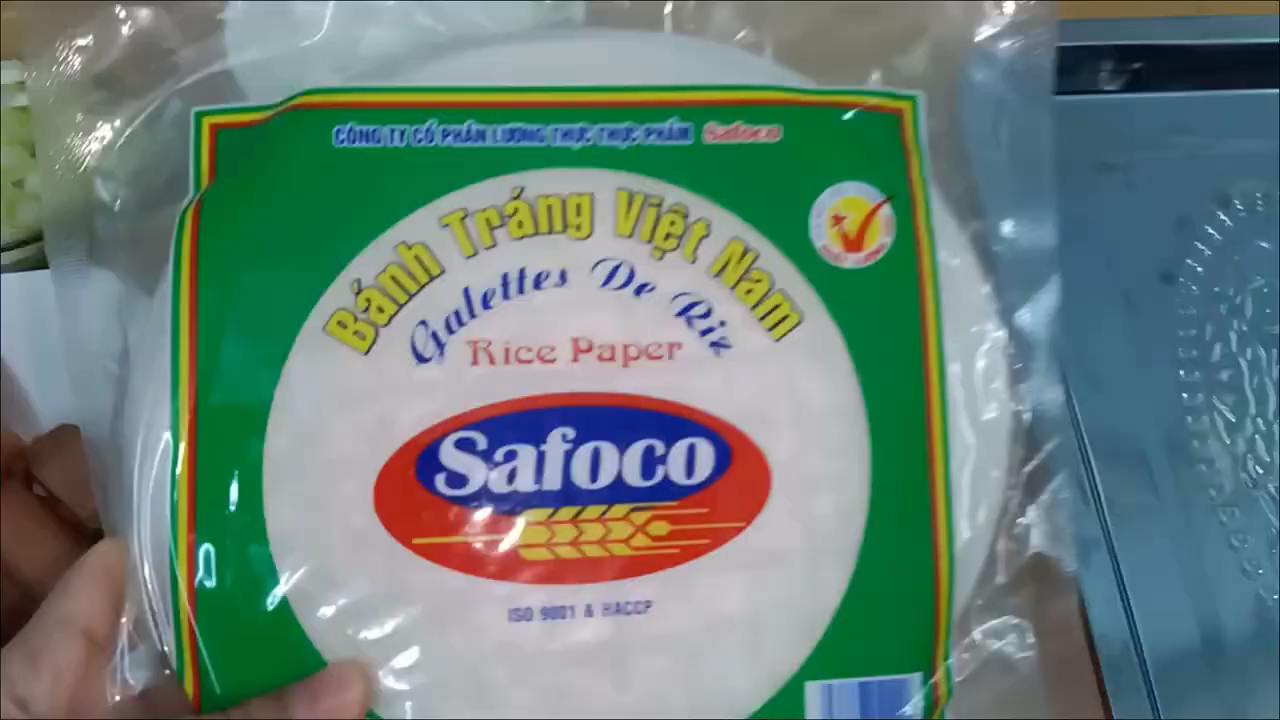 CÔNG TY CỔ PHẦN LƯƠNG THỰC THỰC PHẨM Safoco
Bánh Tráng Việt Nam
Galettes De Riz
Rice Paper
Safoco
ISO 9001 & HACCP